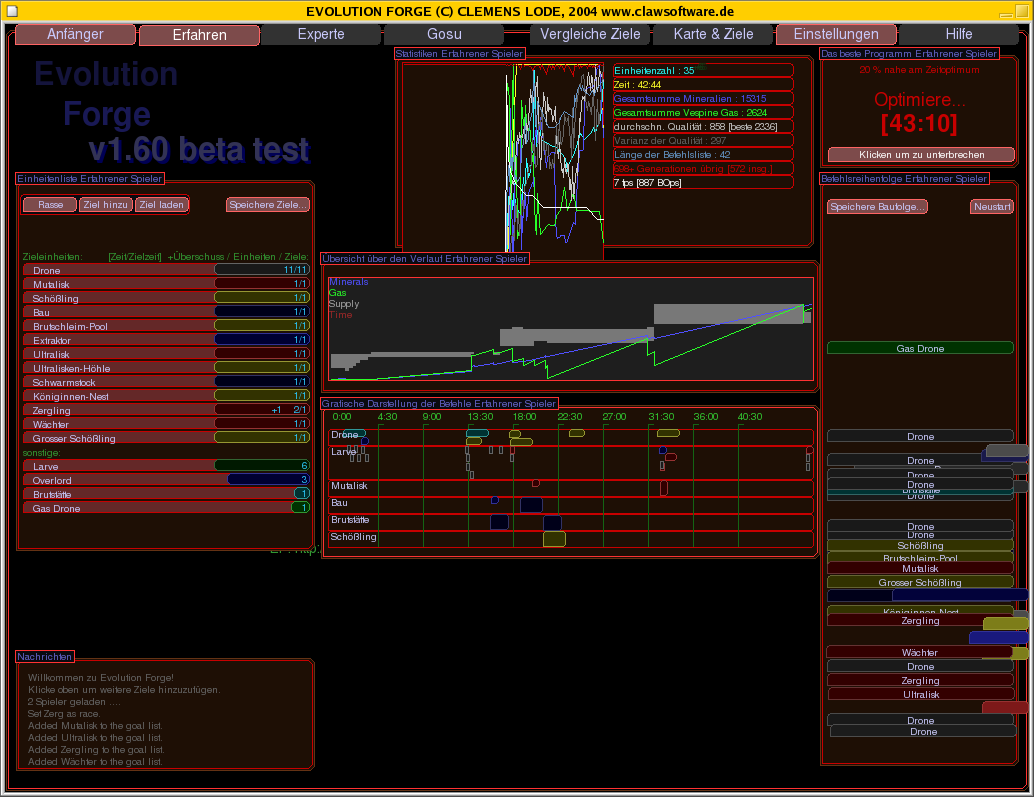 EVOLUTION FORGE (C) CLEMENS LODE, 2004 www.clawsoftware.de
Anfänger
Erfahren
Experte
Gosu
Vergleiche Ziele
Karte & Ziele
Einstellungen
Hilfe
Evolution
Forge
v1.60 beta test
Statistiken Erfahrener Spieler
Einheitenzahl : 35
Zeit : 42:44
Gesamtsumme Mineralien : 15315
Gesamtsumme Vespine Gas : 2624
durchschn. Qualität : 858 [beste 2336]
Varianz der Qualität : 297
Länge der Befehlsliste : 42
698+ Generationen übrig [572 insg.]
7 fps [887 BOps]
Das beste Programm Erfahrener Spieler
20 % nahe am Zeitoptimum
Optimiere...
[43:10]
Klicken um zu unterbrechen
Einheitenliste Erfahrener Spieler
Rasse
Ziel hinzu
Ziel laden
Speichere Ziele...
Zieleinheiten: [Zeit/Zielzeit] +Überschuss / Einheiten / Ziele:
Drone 11/11
Mutalisk 1/1
Schößling 1/1
Bau 1/1
Brutschleim-Pool 1/1
Extraktor 1/1
Ultralisk 1/1
Ultralisken-Höhle 1/1
Schwarmstock 1/1
Königinnen-Nest 1/1
Zergling +1 2/1
Wächter 1/1
Grosser Schößling 1/1
sonstige:
Larve 6
Overlord 3
Brutstätte 1
Gas Drone 1
Übersicht über den Verlauf Erfahrener Spieler
Minerals
Gas
Supply
Time
Grafische Darstellung der Befehle Erfahrener Spieler
0:00 4:30 9:00 13:30 18:00 22:30 27:00 31:30 36:00 40:30
Drone
Larve
Mutalisk
Bau
Brutstätte
Schößling
Befehlsreihenfolge Erfahrener Spieler
Speichere Baufolge...
Neustart
Gas Drone
Drone
Drone
Drone
Drone
Brutstätte
Drone
Drone
Drone
Schößling
Brutschleim-Pool
Mutalisk
Grosser Schößling
Königinnen-Nest
Zergling
Wächter
Drone
Zergling
Ultralisk
Drone
Drone
Nachrichten
Willkommen zu Evolution Forge!
Klicke oben um weitere Ziele hinzuzufügen.
2 Spieler geladen ....
Set Zerg as race.
Added Mutalisk to the goal list.
Added Ultralisk to the goal list.
Added Zergling to the goal list.
Added Wächter to the goal list.